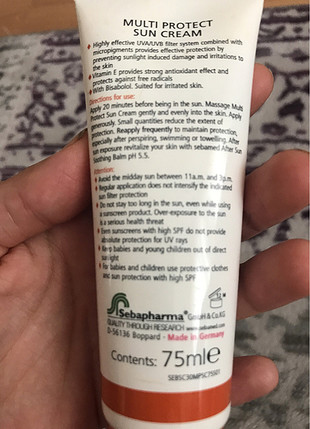 MULTI PROTECT
SUN CREAM
• Highly effective UVA/UVB filter system combined with
micropigments provides effective protection by
preventing sunlight induced damage and irritations to
the skin
• Vitamin E provides strong antioxidant effect and
protects against free radicals
• With Bisabolol. Suited for irritated skin.
Directions for use:
Apply 20 minutes before being in the sun. Massage Multi
Protect Sun Cream gently and evenly into the skin. Apply
generously. Small quantities reduce the extent of
protection. Reapply frequently to maintain protection,
especially after perspiring, swimming or towelling. After
sun exposure revitalize your skin with sebamed After Sun
Soothing Balm pH 5.5.
Attention:
• Avoid the midday sun between 11a.m. and 3p.m.
• Regular application does not intensify the indicated
sun filter protection
• Do not stay too long in the sun, even while using
a sunscreen product. Over-exposure to the sun
is a serious health threat
• Even sunscreens with high SPF do not provide
absolute protection for UV rays
• Keep babies and young children out of direct
sun light
• For babies and children use protective clothes
and sun protection with high SPF
Sebapharma® GmbH & Co.KG
QUALITY THROUGH RESEARCH www.sebamed.com
D-56136 Boppard - Made in Germany
Contents: 75ml e